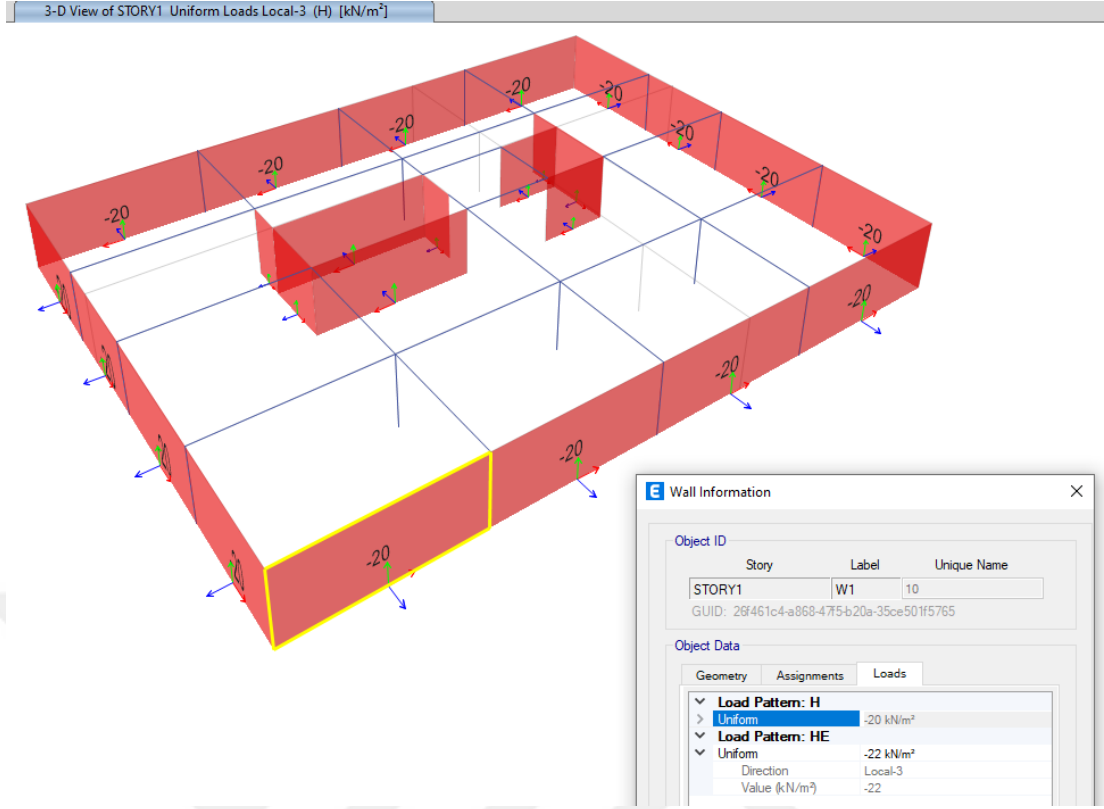 3-D View of STORY1 Uniform Loads Local-3 (H) [kN/m²]
-20
-20
-20
-20
-20
-20
-20
-20
-20
-20
-20
-20
E Wall Information
Object ID
Story Label Unique Name
STORY1 W1 10
GUID: 26f461c4-a868-47f5-b20a-35ce501f5765
Object Data
Geometry Assignments Loads
Load Pattern: H
Uniform -20 kN/m²
Load Pattern: HE
Uniform -22 kN/m²
Direction Local-3
Value (kN/m²) -22